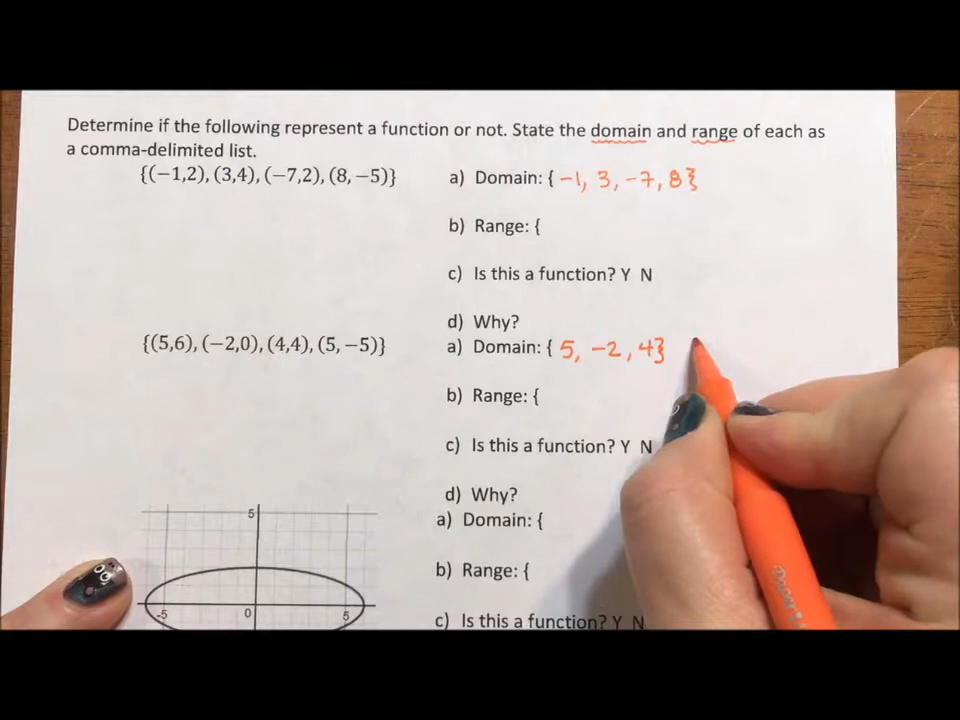 Determine if the following represent a function or not. State the domain and range of each as
a comma-delimited list.
{(−1,2), (3,4), (−7,2), (8, −5)}
a) Domain: { -1, 3, -7, 8}
b) Range: {
c) Is this a function? Y N
d) Why?
{(5,6), (−2,0), (4,4), (5, −5)}
a) Domain: { 5, -2, 4}
b) Range: {
c) Is this a function? Y N
d) Why?
5
-5
0
5
a) Domain: {
b) Range: {
c) Is this a function? Y N